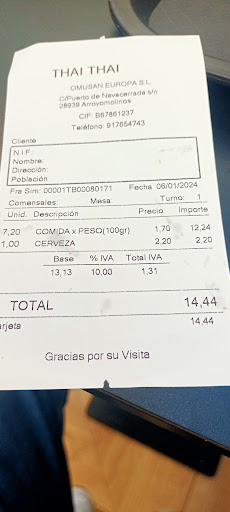 THAI THAI
OMUSAN EUROPA S.L.
C/Puerto de Navacerrada s/n
28939 Arroyomolinos
CIF: B67861237
Teléfono: 917654743
Cliente
N.I.F.:
Nombre:
Dirección:
Población
Fra Sim: 00001TB00080171 Fecha 06/01/2024
Comensales: Mesa: Turno: 1
Unid. Descripción Precio Importe
7,20 COMIDA x PESO(100gr) 1,70 12,24
1,00 CERVEZA 2,20 2,20
Base % IVA Total IVA
13,13 10,00 1,31
TOTAL 14,44
arjeta 14,44
Gracias por su Visita